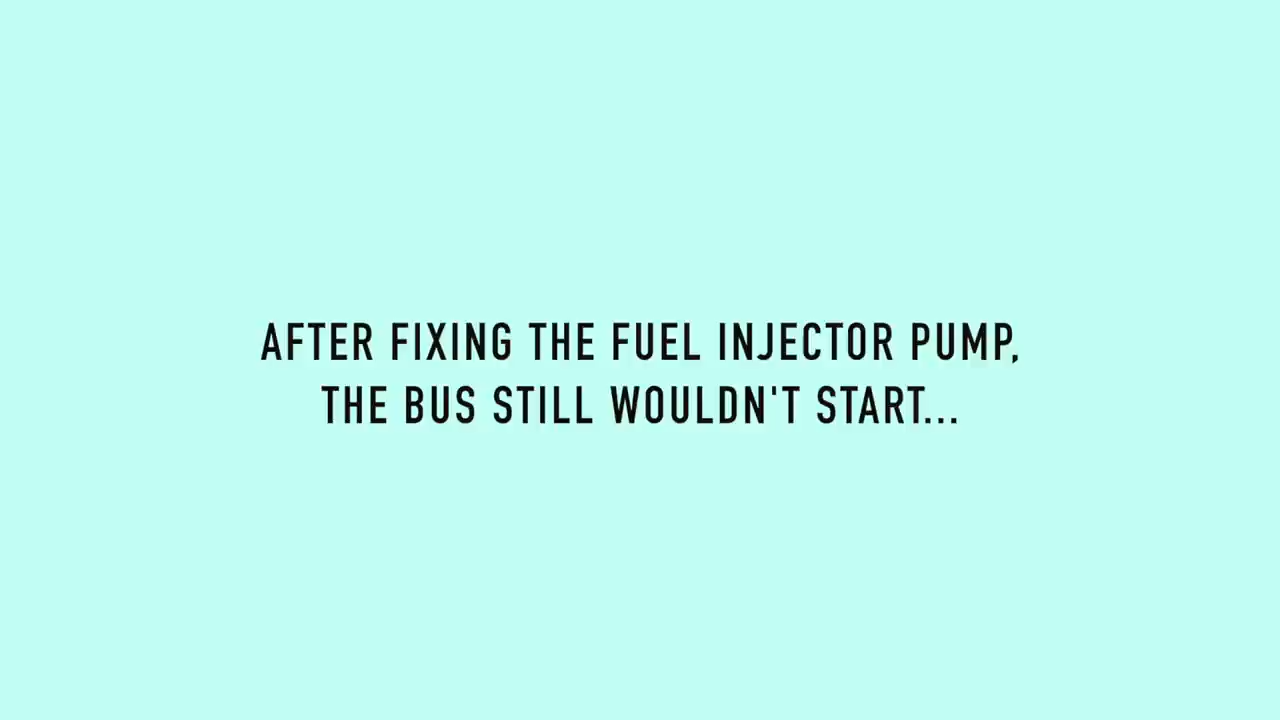 AFTER FIXING THE FUEL INJECTOR PUMP,
THE BUS STILL WOULDN'T START...